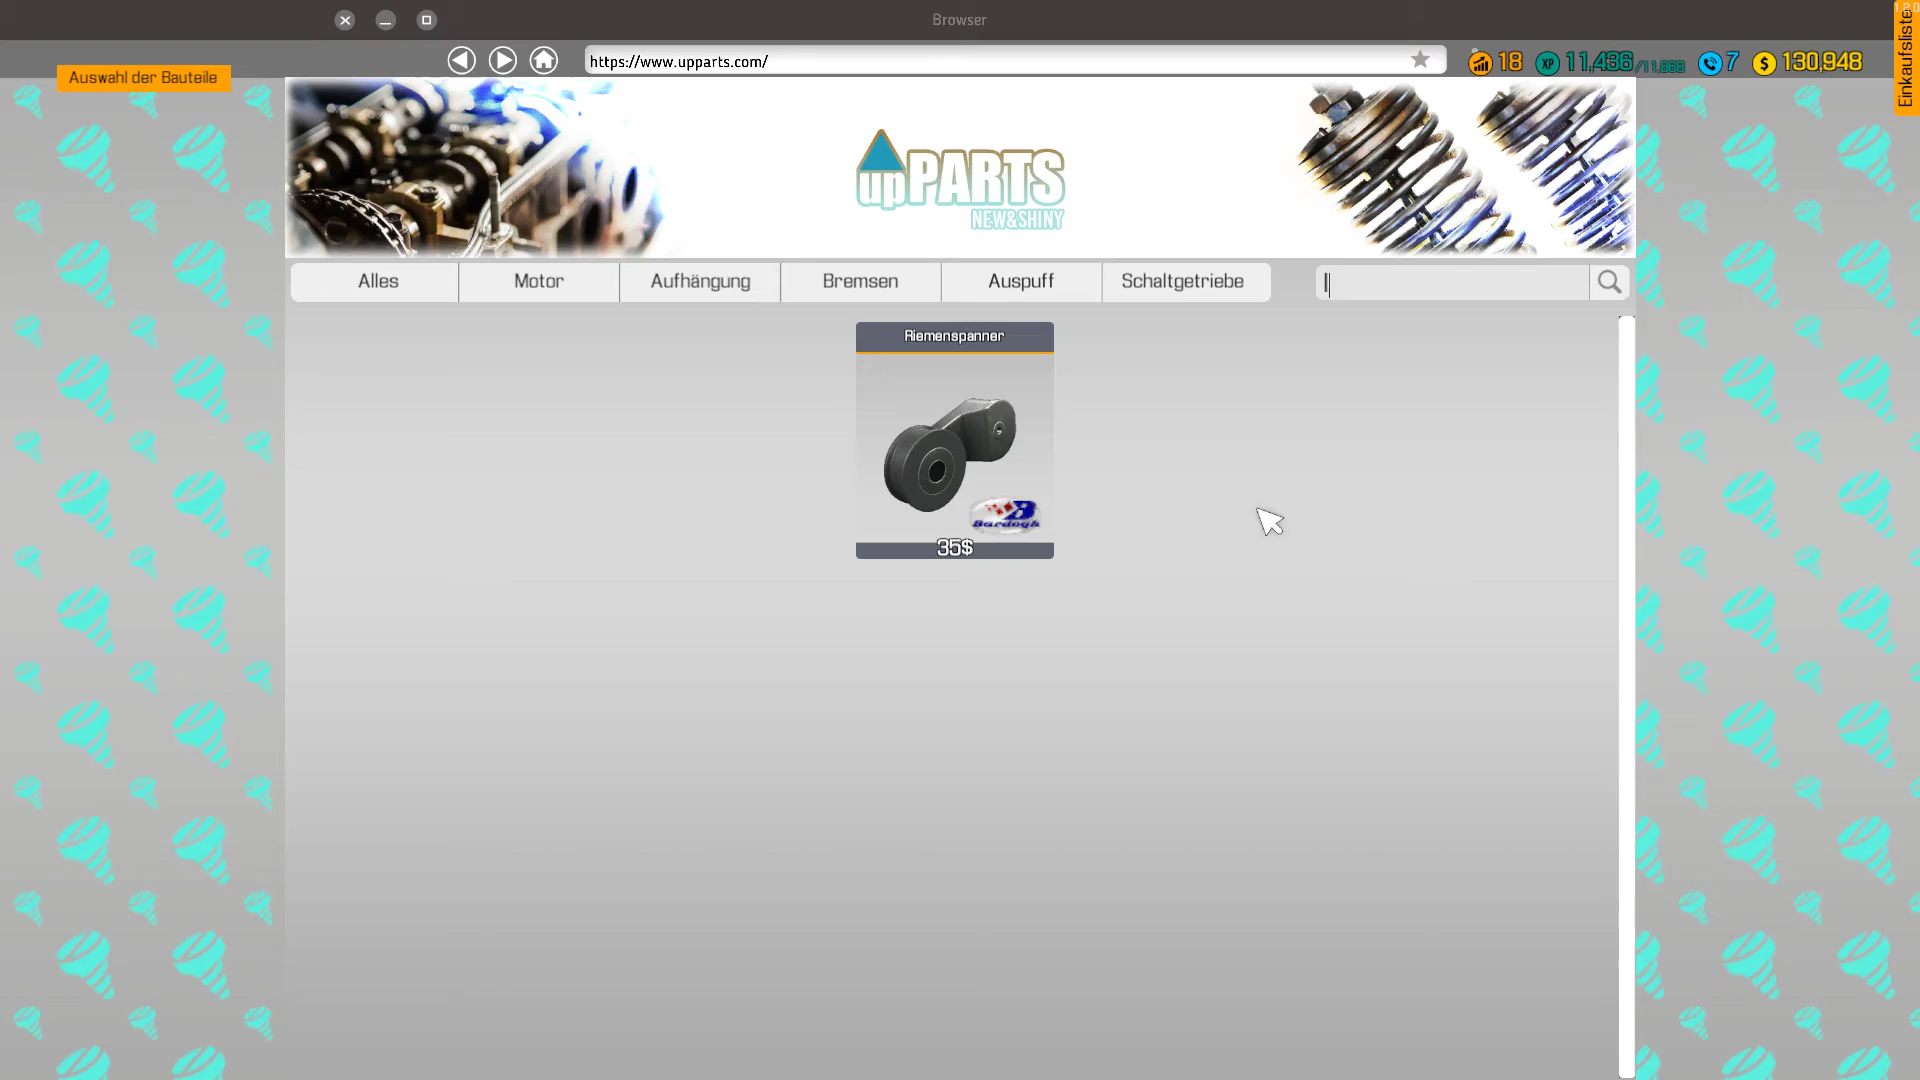 Browser
https://www.upparts.com/
18
XP
11,436
7
$
130,948
Einkaufsliste
Auswahl der Bauteile
upPARTS
NEW&SHINY
Alles
Motor
Aufhängung
Bremsen
Auspuff
Schaltgetriebe
Riemenspanner
35$